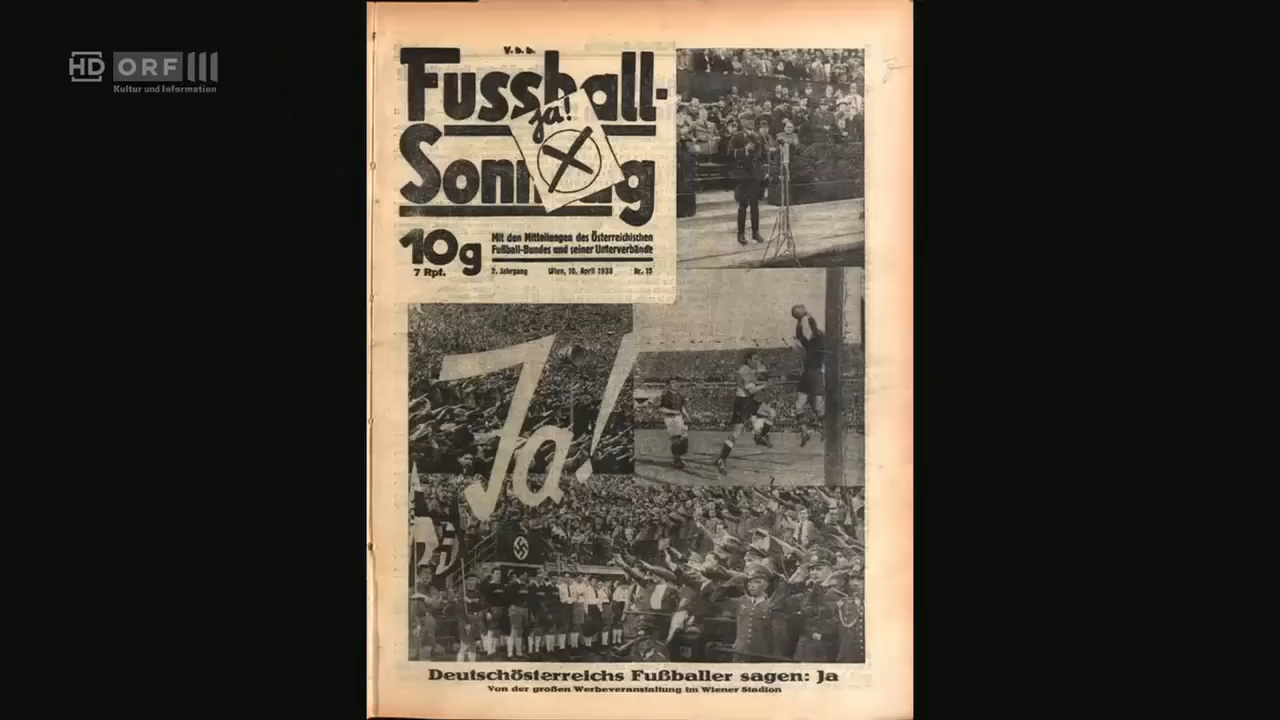 HD ORF III
Kultur und Information
V. b. b.
Fussball-
Sonntag
ja!
10g
7 Rpf.
Mit den Mitteilungen des Österreichischen
Fußball-Bundes und seiner Unterverbände
2. Jahrgang Wien, 10. April 1938 Nr. 15
Ja!
Deutschösterreichs Fußballer sagen: Ja
Von der großen Werbeveranstaltung im Wiener Stadion